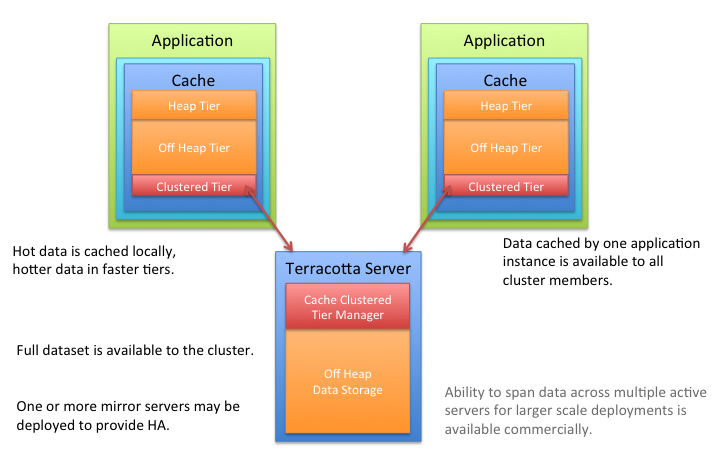 Application
Cache
Heap Tier
Off Heap Tier
Clustered Tier
Application
Cache
Heap Tier
Off Heap Tier
Clustered Tier
Hot data is cached locally,
hotter data in faster tiers.
Data cached by one application
instance is available to all
cluster members.
Terracotta Server
Cache Clustered
Tier Manager
Off Heap
Data Storage
Full dataset is available to the cluster.
One or more mirror servers may be
deployed to provide HA.
Ability to span data across multiple active
servers for larger scale deployments is
available commercially.